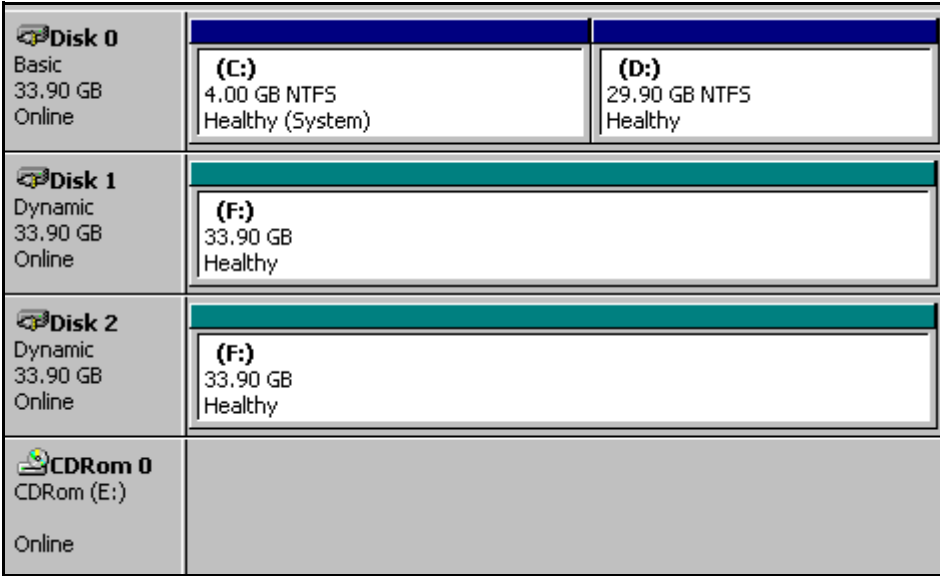 Disk 0
Basic
33.90 GB
Online
(C:)
4.00 GB NTFS
Healthy (System)
(D:)
29.90 GB NTFS
Healthy
Disk 1
Dynamic
33.90 GB
Online
(F:)
33.90 GB
Healthy
Disk 2
Dynamic
33.90 GB
Online
(F:)
33.90 GB
Healthy
CDRom 0
CDRom (E:)
Online